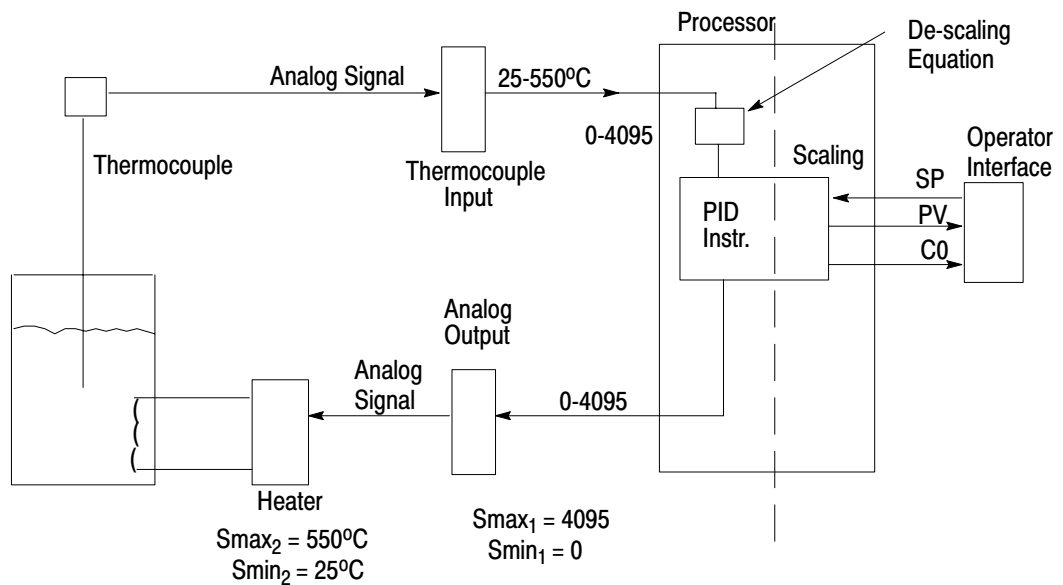 Processor
De-scaling
Equation
Analog Signal
25-550ºC
0-4095
Thermocouple
Thermocouple
Input
Scaling
Operator
Interface
SP
PV
C0
PID
Instr.
Analog
Output
Analog
Signal
0-4095
Heater
Smax₂ = 550ºC
Smin₂ = 25ºC
Smax₁ = 4095
Smin₁ = 0